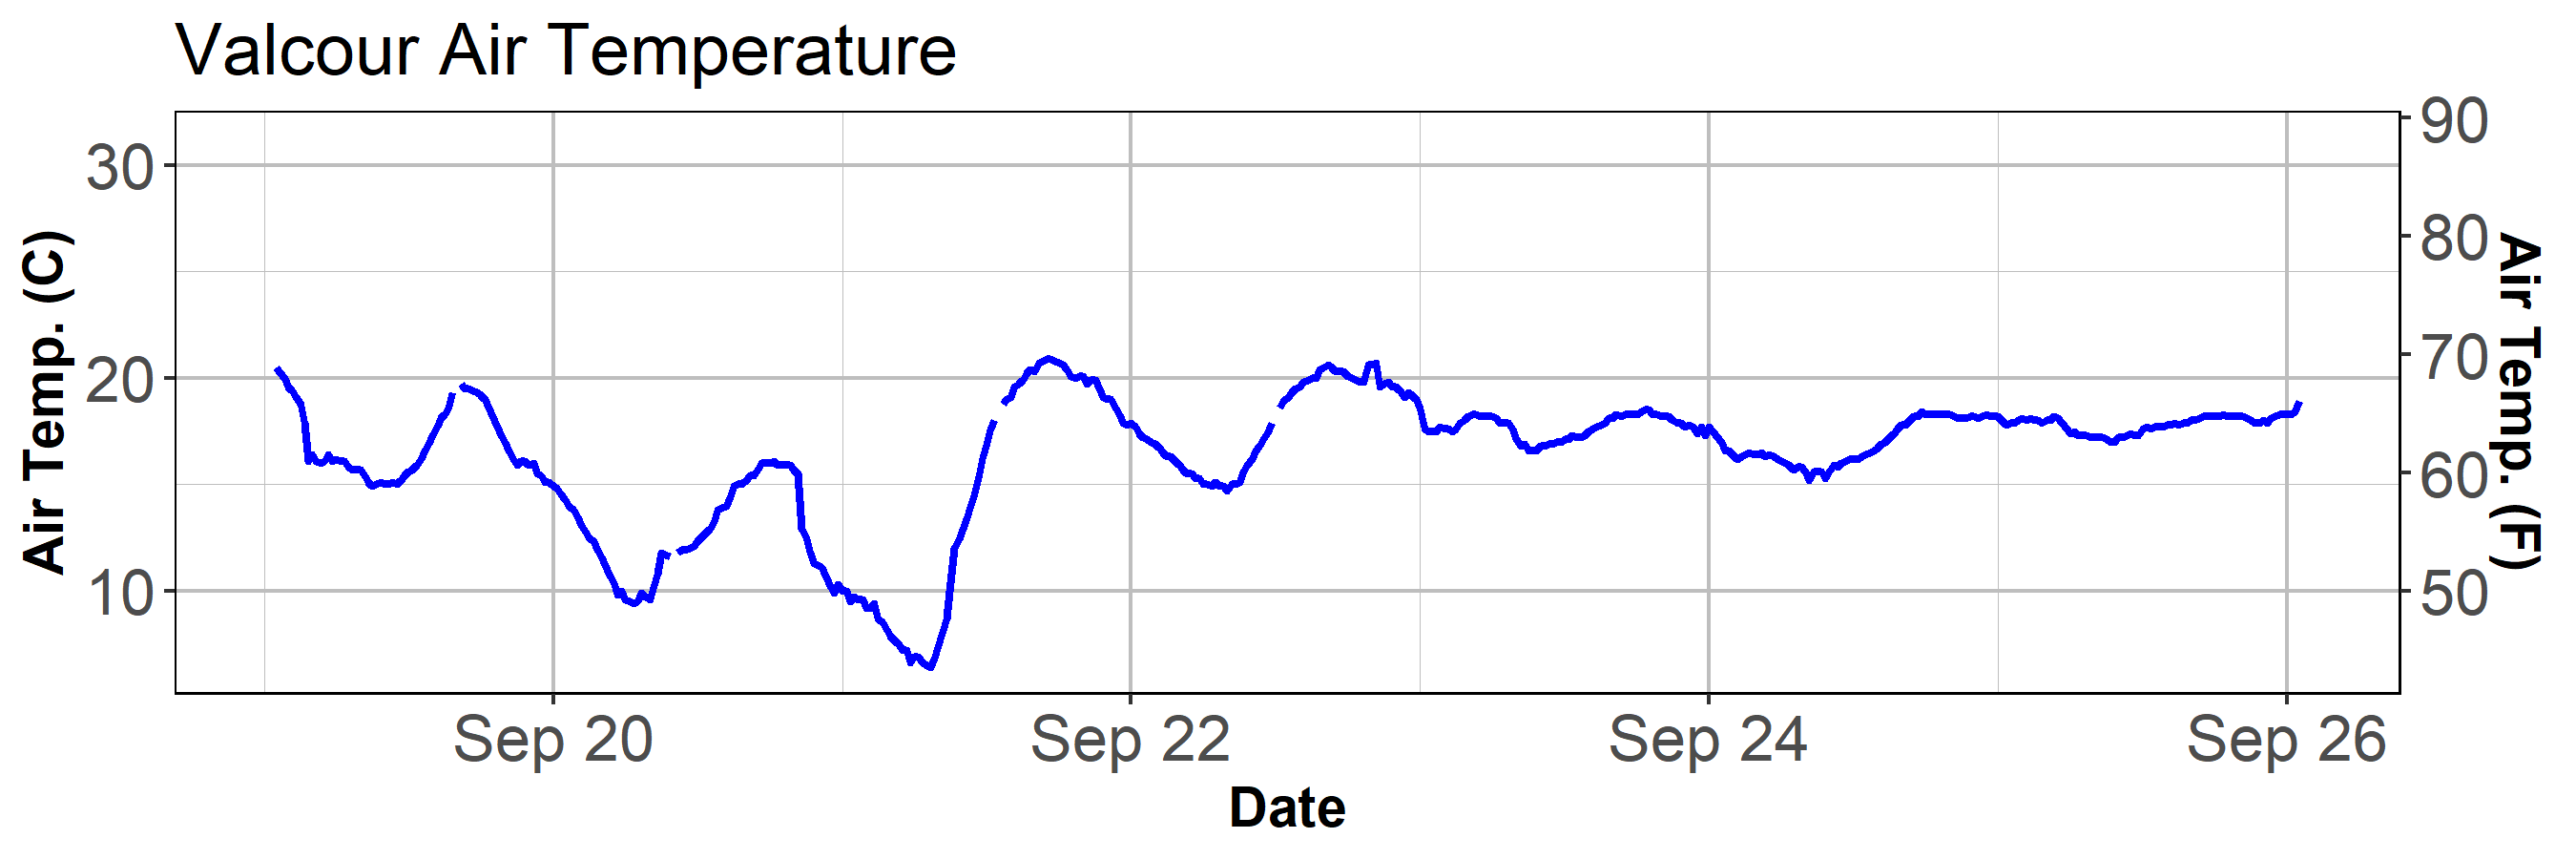 Valcour Air Temperature
Air Temp. (C)
30
20
10
90
80
70
60
50
Air Temp. (F)
Sep 20
Sep 22
Sep 24
Sep 26
Date